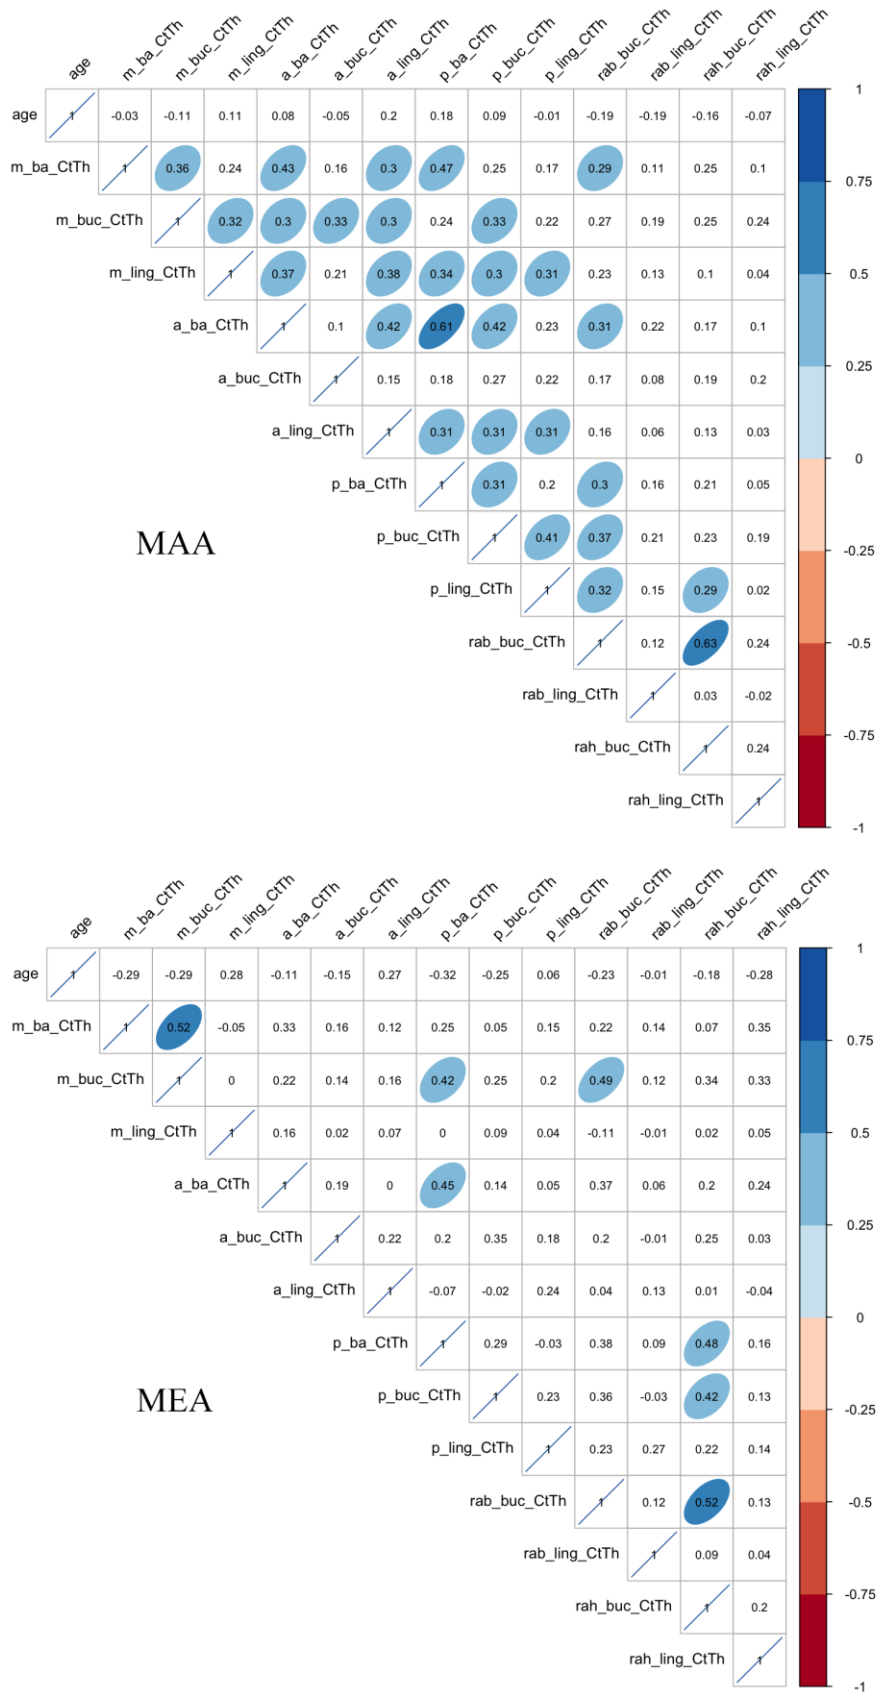 age m_ba_CtTh m_buc_CtTh m_ling_CtTh a_ba_CtTh a_buc_CtTh a_ling_CtTh p_ba_CtTh p_buc_CtTh p_ling_CtTh rab_buc_CtTh rab_ling_CtTh rah_buc_CtTh rah_ling_CtTh
age 1 -0.03 -0.11 0.11 0.08 -0.05 0.2 0.18 0.09 -0.01 -0.19 -0.19 -0.16 -0.07
m_ba_CtTh 1 0.36 0.24 0.43 0.16 0.3 0.47 0.25 0.17 0.29 0.11 0.25 0.1
m_buc_CtTh 1 0.32 0.3 0.33 0.3 0.24 0.33 0.22 0.27 0.19 0.25 0.24
m_ling_CtTh 1 0.37 0.21 0.38 0.34 0.3 0.31 0.23 0.13 0.1 0.04
a_ba_CtTh 1 0.1 0.42 0.61 0.42 0.23 0.31 0.22 0.17 0.1
a_buc_CtTh 1 0.15 0.18 0.27 0.22 0.17 0.08 0.19 0.2
a_ling_CtTh 1 0.31 0.31 0.31 0.16 0.06 0.13 0.03
p_ba_CtTh 1 0.31 0.2 0.3 0.16 0.21 0.05
p_buc_CtTh 1 0.41 0.37 0.21 0.23 0.19
MAA
p_ling_CtTh 1 0.32 0.15 0.29 0.02
rab_buc_CtTh 1 0.12 0.63 0.24
rab_ling_CtTh 1 0.03 -0.02
rah_buc_CtTh 1 0.24
rah_ling_CtTh 1
1
0.75
0.5
0.25
0
-0.25
-0.5
-0.75
-1
age m_ba_CtTh m_buc_CtTh m_ling_CtTh a_ba_CtTh a_buc_CtTh a_ling_CtTh p_ba_CtTh p_buc_CtTh p_ling_CtTh rab_buc_CtTh rab_ling_CtTh rah_buc_CtTh rah_ling_CtTh
age 1 -0.29 -0.29 0.28 -0.11 -0.15 0.27 -0.32 -0.25 0.06 -0.23 -0.01 -0.18 -0.28
m_ba_CtTh 1 0.52 -0.05 0.33 0.16 0.12 0.25 0.05 0.15 0.22 0.14 0.07 0.35
m_buc_CtTh 1 0 0.22 0.14 0.16 0.42 0.25 0.2 0.49 0.12 0.34 0.33
m_ling_CtTh 1 0.16 0.02 0.07 0 0.09 0.04 -0.11 -0.01 0.02 0.05
a_ba_CtTh 1 0.19 0 0.45 0.14 0.05 0.37 0.06 0.2 0.24
a_buc_CtTh 1 0.22 0.2 0.35 0.18 0.2 -0.01 0.25 0.03
a_ling_CtTh 1 -0.07 -0.02 0.24 0.04 0.13 0.01 -0.04
p_ba_CtTh 1 0.29 -0.03 0.38 0.09 0.48 0.16
p_buc_CtTh 1 0.23 0.36 -0.03 0.42 0.13
MEA
p_ling_CtTh 1 0.23 0.27 0.22 0.14
rab_buc_CtTh 1 0.12 0.52 0.13
rab_ling_CtTh 1 0.09 0.04
rah_buc_CtTh 1 0.2
rah_ling_CtTh 1
1
0.75
0.5
0.25
0
-0.25
-0.5
-0.75
-1